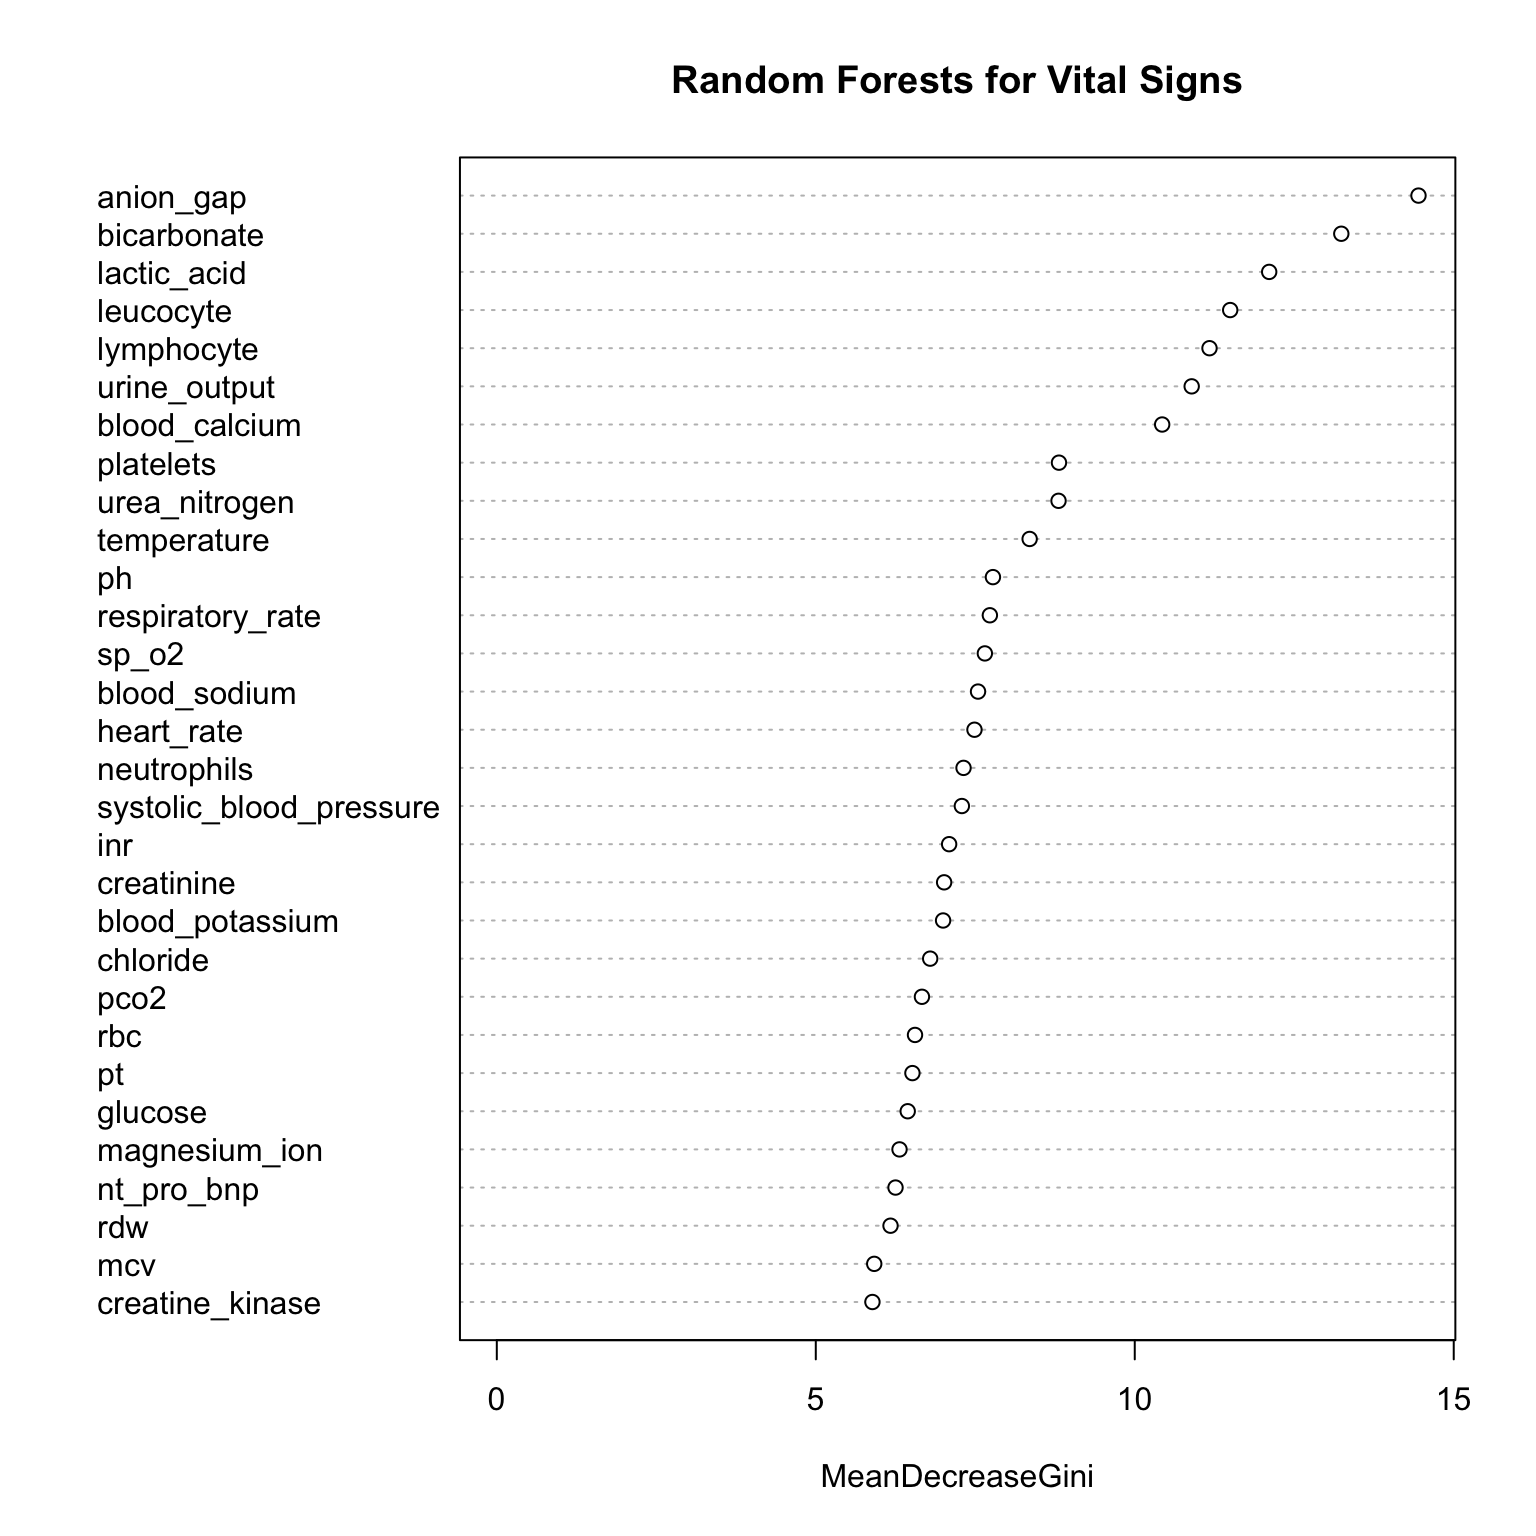 Random Forests for Vital Signs
anion_gap
bicarbonate
lactic_acid
leucocyte
lymphocyte
urine_output
blood_calcium
platelets
urea_nitrogen
temperature
ph
respiratory_rate
sp_o2
blood_sodium
heart_rate
neutrophils
systolic_blood_pressure
inr
creatinine
blood_potassium
chloride
pco2
rbc
pt
glucose
magnesium_ion
nt_pro_bnp
rdw
mcv
creatine_kinase
0 5 10 15
MeanDecreaseGini